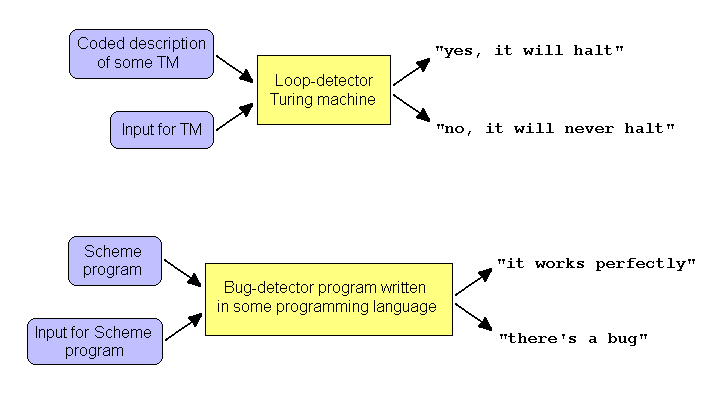 Coded description
of some TM
Input for TM
Loop-detector
Turing machine
"yes, it will halt"
"no, it will never halt"
Scheme
program
Input for Scheme
program
Bug-detector program written
in some programming language
"it works perfectly"
"there's a bug"